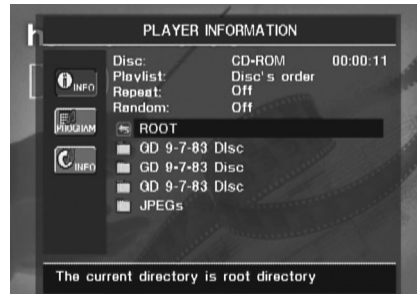 h
PLAYER INFORMATION
Disc: CD-ROM 00:00:11
Playlist: Disc's order
Repeat: Off
Random: Off
INFO
PROGRAM
INFO
ROOT
GD 9-7-83 DIsc
GD 9-7-83 Disc
GD 9-7-83 DIsc
JPEGs
The current directory is root directory